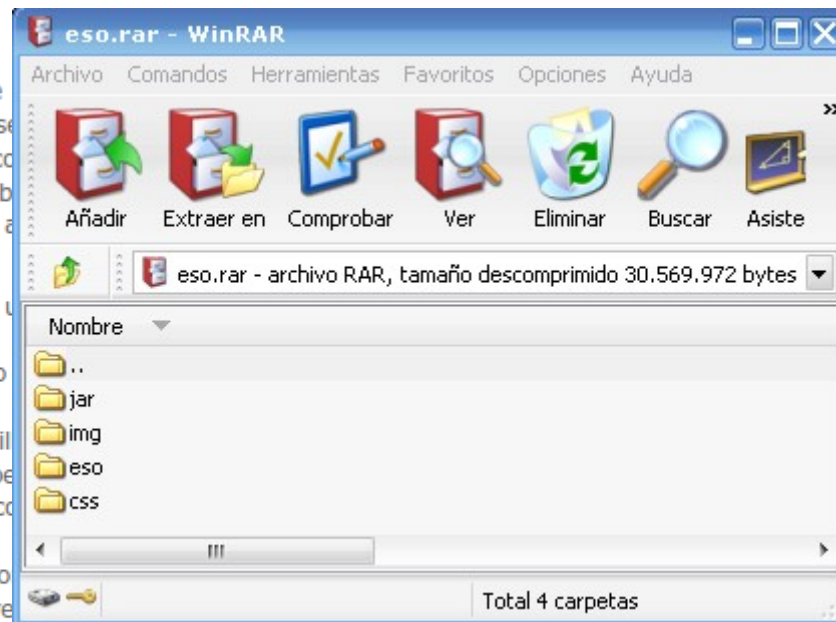 eso.rar - WinRAR
Archivo Comandos Herramientas Favoritos Opciones Ayuda
»
Añadir Extraer en Comprobar Ver Eliminar Buscar Asiste
eso.rar - archivo RAR, tamaño descomprimido 30.569.972 bytes
Nombre
..
jar
img
eso
css
Total 4 carpetas